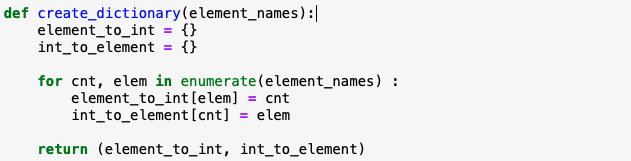 def create_dictionary(element_names):
    element_to_int = {}
    int_to_element = {}

    for cnt, elem in enumerate(element_names) :
        element_to_int[elem] = cnt
        int_to_element[cnt] = elem

    return (element_to_int, int_to_element)